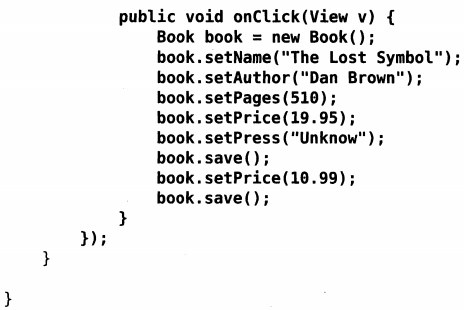 public void onClick(View v) {
Book book = new Book();
book.setName("The Lost Symbol");
book.setAuthor("Dan Brown");
book.setPages(510);
book.setPrice(19.95);
book.setPress("Unknow");
book.save();
book.setPrice(10.99);
book.save();
}
});
}
}